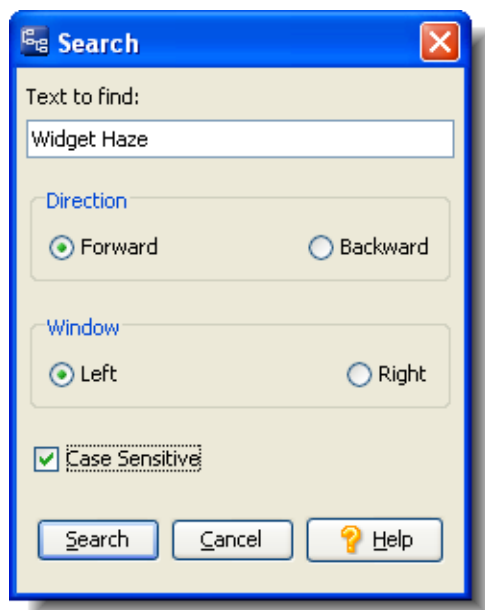 Search
Text to find:
Widget Haze
Direction
Forward Backward
Window
Left Right
Case Sensitive
Search Cancel Help